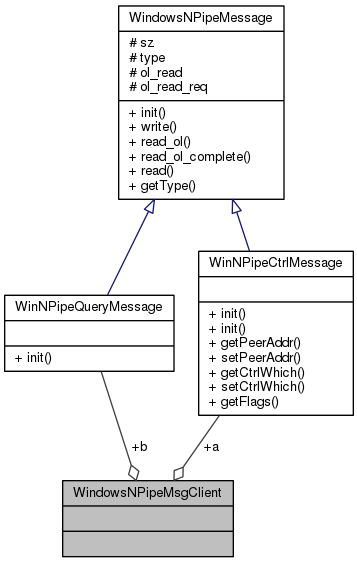 WindowsNPipeMessage
# sz
# type
# ol_read
# ol_read_req
+ init()
+ write()
+ read_ol()
+ read_ol_complete()
+ read()
+ getType()
WinNPipeQueryMessage
+ init()
WinNPipeCtrlMessage
+ init()
+ init()
+ getPeerAddr()
+ setPeerAddr()
+ getCtrlWhich()
+ setCtrlWhich()
+ getFlags()
+b
+a
WindowsNPipeMsgClient